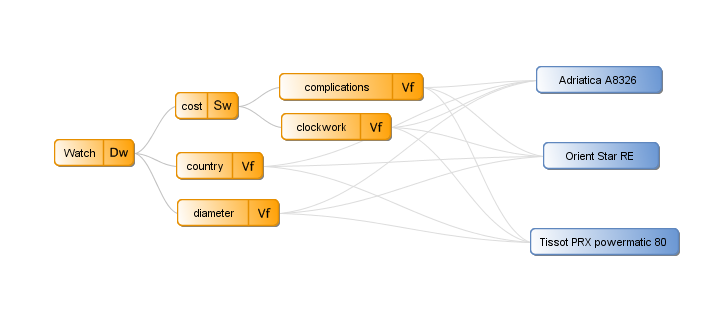 complications Vf
Adriatica A8326
cost Sw
clockwork Vf
Watch Dw
Orient Star RE
country Vf
diameter Vf
Tissot PRX powermatic 80